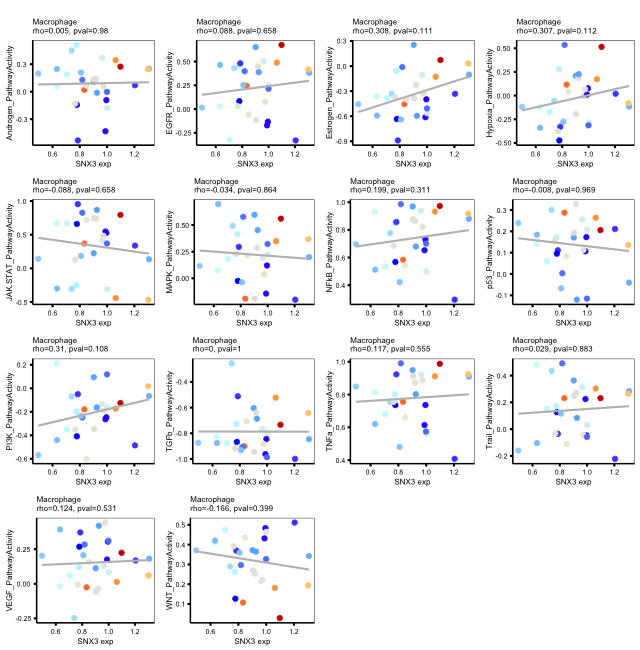 Macrophage
rho=0.005, pval=0.98
Androgen_PathwayActivity
0.3
0.0
-0.3
0.6
0.8
1.0
1.2
SNX3 exp
Macrophage
rho=0.088, pval=0.658
EGFR_PathwayActivity
0.50
0.25
0.00
-0.25
0.6
0.8
1.0
1.2
SNX3 exp
Macrophage
rho=0.308, pval=0.111
Estrogen_PathwayActivity
0.3
-0.3
-0.6
-0.9
0.6
0.8
1.0
1.2
SNX3 exp
Macrophage
rho=0.307, pval=0.112
Hypoxia_PathwayActivity
0.50
0.25
0.00
-0.25
-0.50
0.6
0.8
1.0
1.2
SNX3 exp
Macrophage
rho=-0.088, pval=0.658
JAK.STAT_PathwayActivity
1.0
0.5
0.0
-0.5
0.6
0.8
1.0
1.2
SNX3 exp
Macrophage
rho=-0.034, pval=0.864
MAPK_PathwayActivity
0.50
0.25
0.00
0.6
0.8
1.0
1.2
SNX3 exp
Macrophage
rho=0.199, pval=0.311
NFkB_PathwayActivity
1.0
0.8
0.6
0.4
0.6
0.8
1.0
1.2
SNX3 exp
Macrophage
rho=-0.008, pval=0.969
p53_PathwayActivity
0.3
0.2
0.1
0.0
-0.1
0.6
0.8
1.0
1.2
SNX3 exp
Macrophage
rho=0.31, pval=0.108
PI3K_PathwayActivity
0.2
0.0
-0.2
-0.4
-0.6
0.6
0.8
1.0
1.2
SNX3 exp
Macrophage
rho=0, pval=1
TGFb_PathwayActivity
-0.4
-0.6
-0.8
-1.0
0.6
0.8
1.0
1.2
SNX3 exp
Macrophage
rho=0.117, pval=0.555
TNFa_PathwayActivity
1.0
0.8
0.6
0.4
0.6
0.8
1.0
1.2
SNX3 exp
Macrophage
rho=0.029, pval=0.883
Trail_PathwayActivity
0.4
0.2
0.0
-0.2
0.6
0.8
1.0
1.2
SNX3 exp
Macrophage
rho=0.124, pval=0.531
VEGF_PathwayActivity
0.25
0.00
-0.25
0.6
0.8
1.0
1.2
SNX3 exp
Macrophage
rho=-0.166, pval=0.399
WNT_PathwayActivity
0.5
0.4
0.3
0.2
0.1
0.6
0.8
1.0
1.2
SNX3 exp